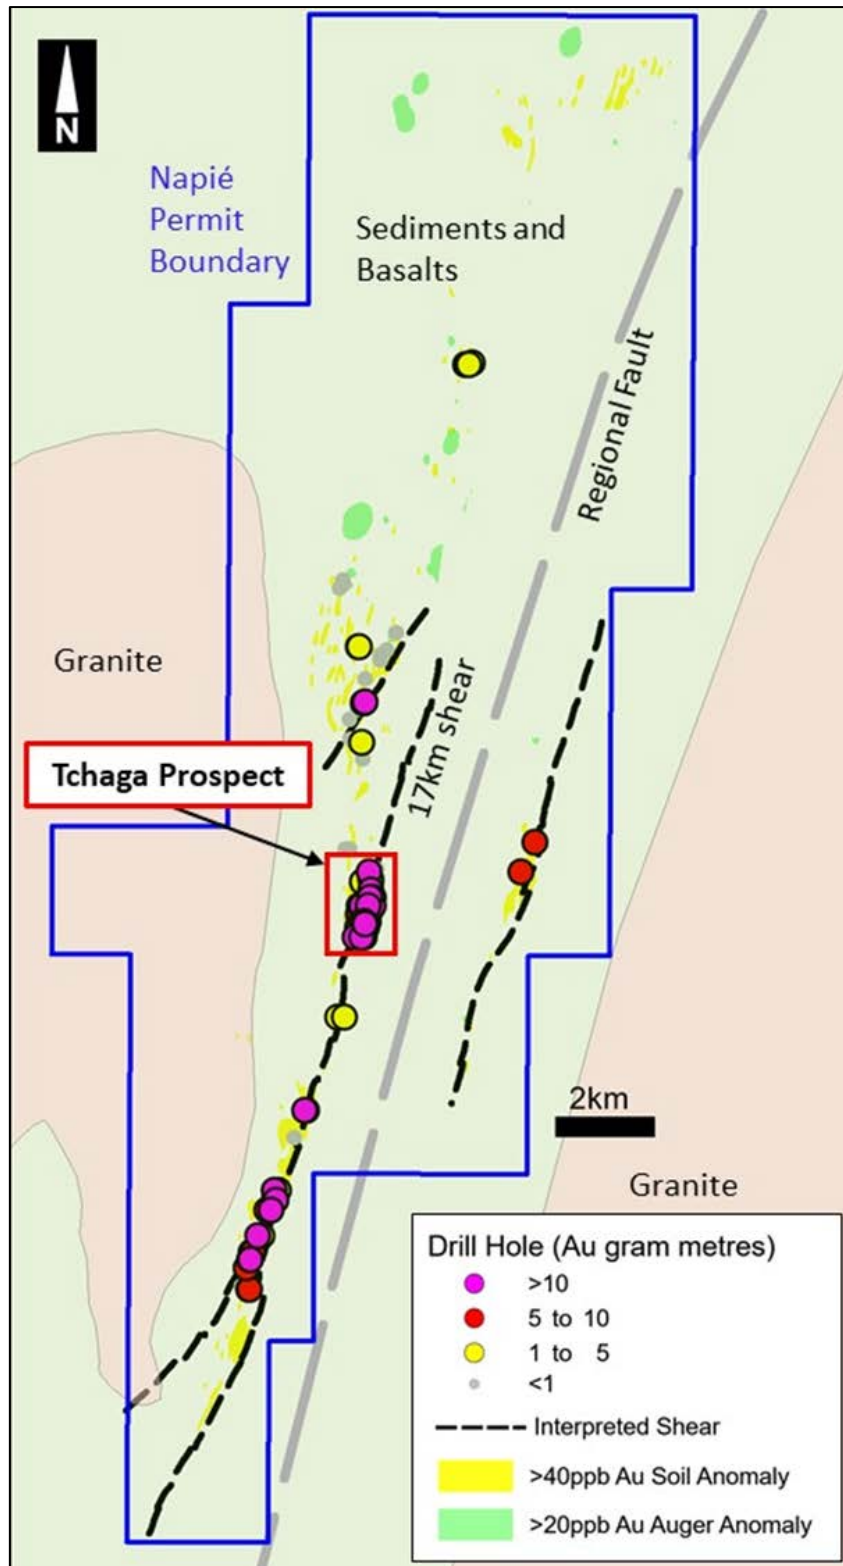 N
Napié
Permit
Boundary
Sediments and
Basalts
Regional Fault
Granite
17km shear
Tchaga Prospect
2km
Granite
Drill Hole (Au gram metres)
>10
5 to 10
1 to 5
<1
Interpreted Shear
>40ppb Au Soil Anomaly
>20ppb Au Auger Anomaly